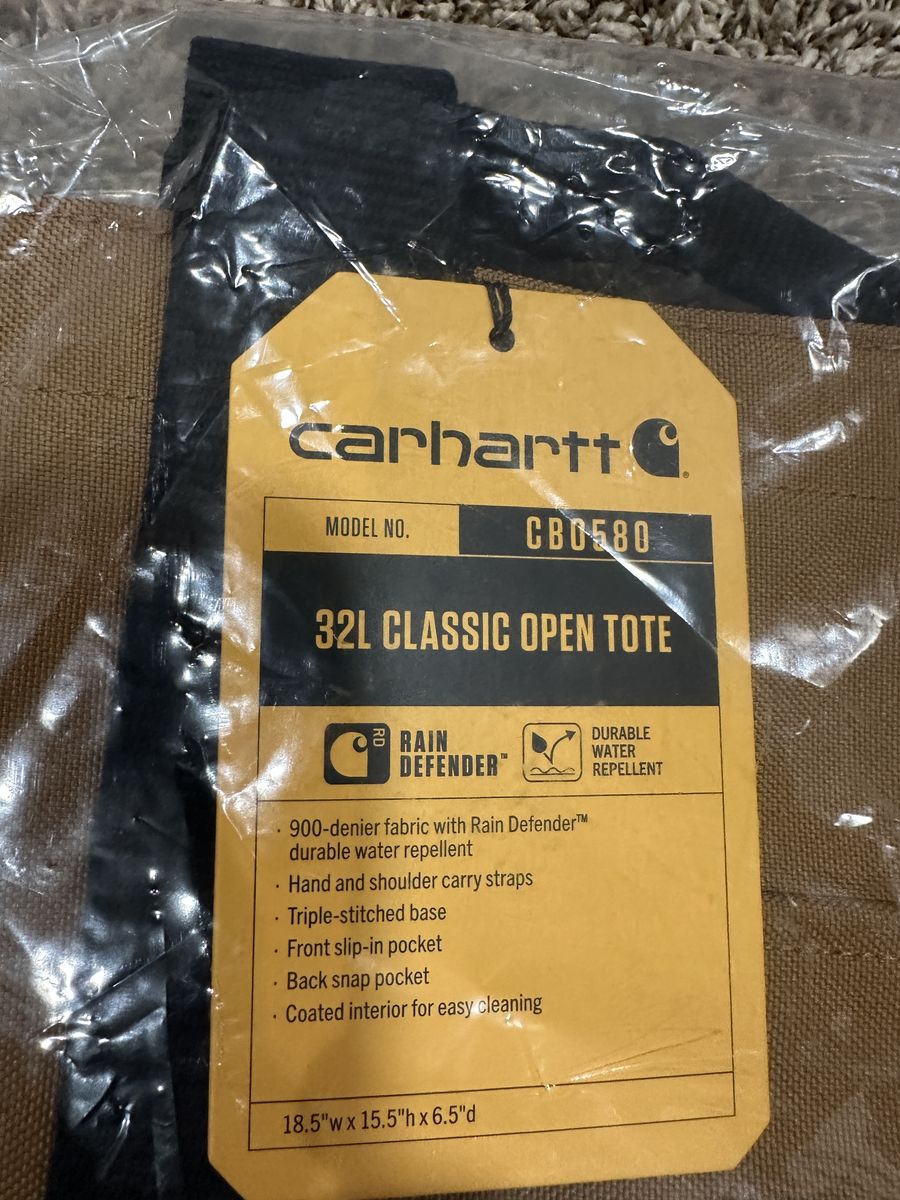 carhartt
MODEL NO. CB0580
32L CLASSIC OPEN TOTE
RD
RAIN
DEFENDER™
DURABLE
WATER
REPELLENT
· 900-denier fabric with Rain Defender™
durable water repellent
· Hand and shoulder carry straps
· Triple-stitched base
· Front slip-in pocket
· Back snap pocket
· Coated interior for easy cleaning
18.5"w x 15.5"h x 6.5"d